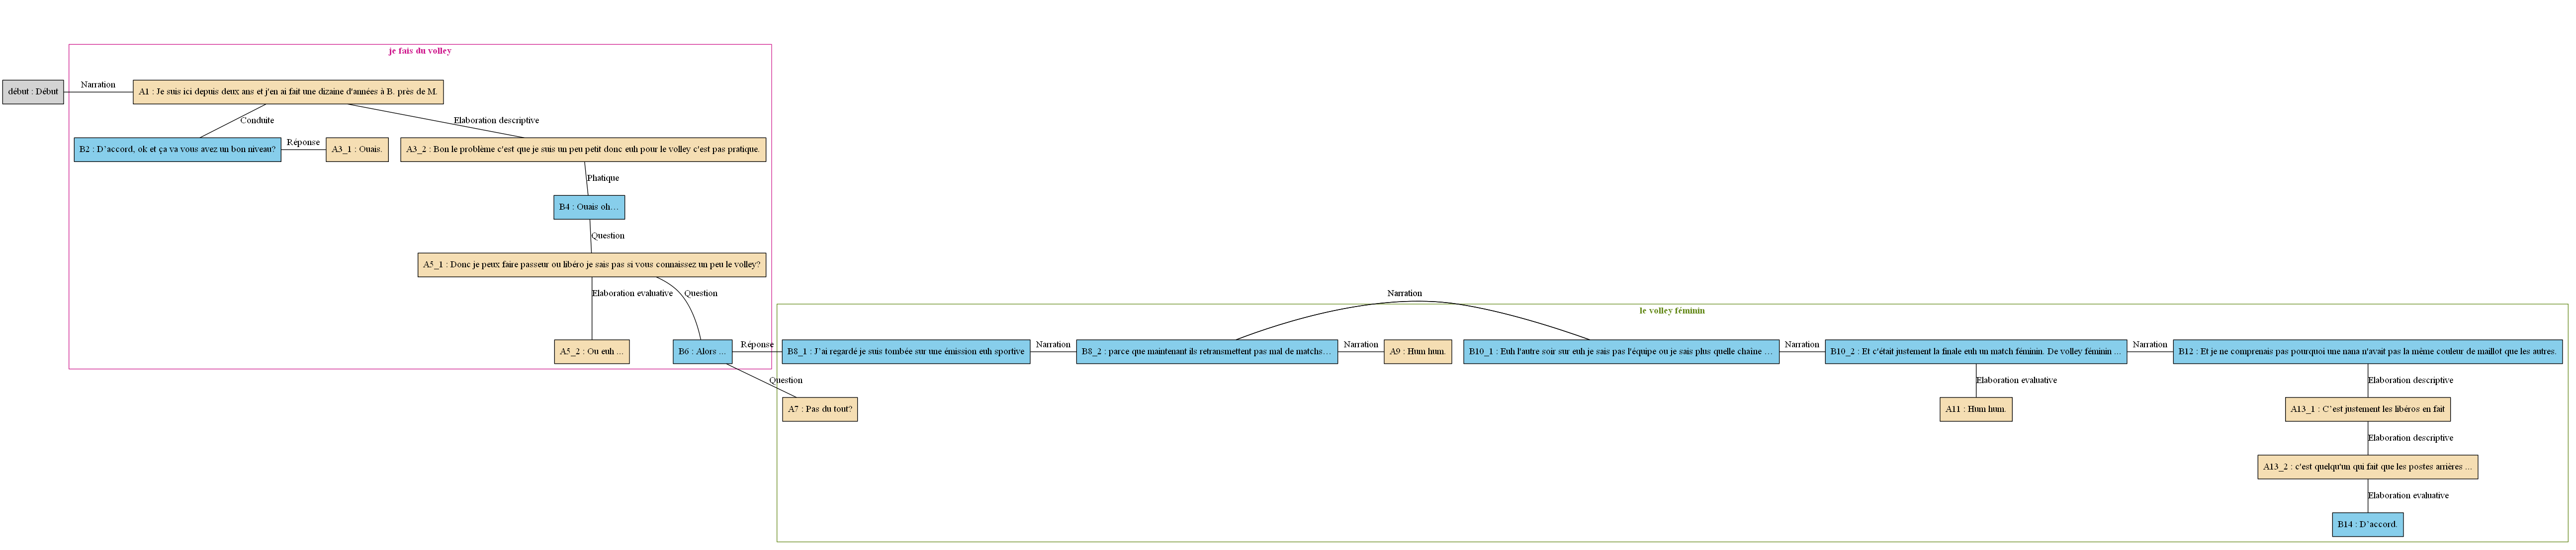 je fais du volley
début : Début
Narration
A1 : Je suis ici depuis deux ans et j'en ai fait une dizaine d'années à B. près de M.
Conduite
Elaboration descriptive
B2 : D'accord, ok et ça va vous avez un bon niveau?
Réponse
A3_1 : Ouais.
A3_2 : Bon le problème c'est que je suis un peu petit donc euh pour le volley c'est pas pratique.
Phatique
B4 : Ouais oh…
Question
A5_1 : Donc je peux faire passeur ou libéro je sais pas si vous connaissez un peu le volley?
Elaboration evaluative
Question
A5_2 : Ou euh ...
B6 : Alors ...
Réponse
Question
le volley féminin
B8_1 : J'ai regardé je suis tombée sur une émission euh sportive
Narration
B8_2 : parce que maintenant ils retransmettent pas mal de matchs…
Narration
A9 : Hum hum.
Narration
B10_1 : Euh l'autre soir sur euh je sais pas l'équipe ou je sais plus quelle chaîne …
Narration
B10_2 : Et c'était justement la finale euh un match féminin. De volley féminin ...
Narration
B12 : Et je ne comprenais pas pourquoi une nana n'avait pas la même couleur de maillot que les autres.
A7 : Pas du tout?
Elaboration evaluative
A11 : Hum hum.
Elaboration descriptive
A13_1 : C'est justement les libéros en fait
Elaboration descriptive
A13_2 : c'est quelqu'un qui fait que les postes arrières ...
Elaboration evaluative
B14 : D'accord.